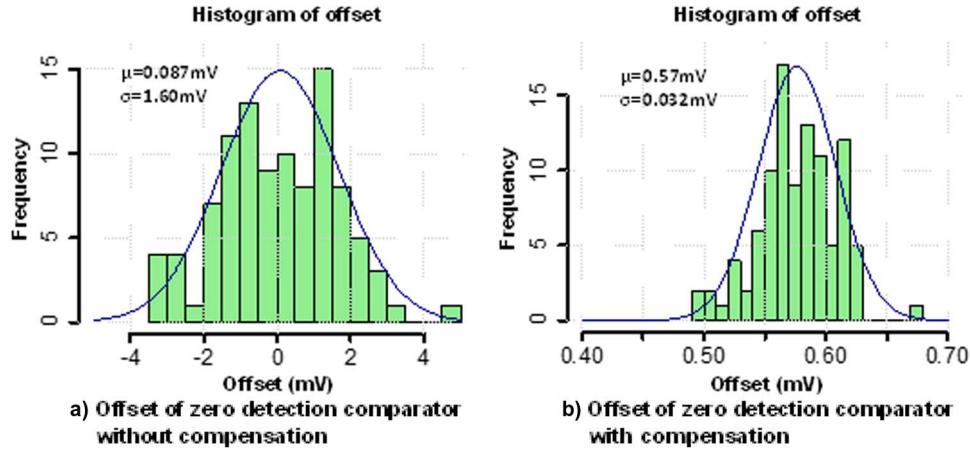 Histogram of offset
μ=0.087mV
σ=1.60mV
Frequency
0
5
10
15
-4
-2
0
2
4
Offset (mV)
a) Offset of zero detection comparator
without compensation
Histogram of offset
μ=0.57mV
σ=0.032mV
Frequency
0
5
10
15
0.40
0.50
0.60
0.70
Offset (mV)
b) Offset of zero detection comparator
with compensation